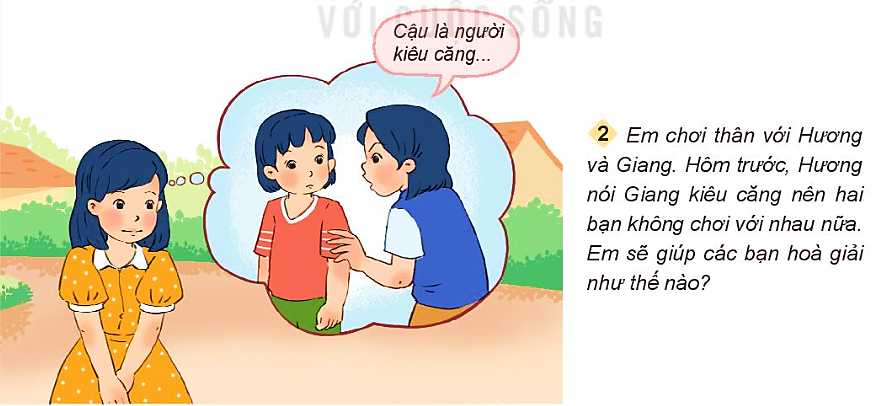 VỚI CUỘC SỐNG
Cậu là người
kiêu căng...
2 Em chơi thân với Hương
và Giang. Hôm trước, Hương
nói Giang kiêu căng nên hai
bạn không chơi với nhau nữa.
Em sẽ giúp các bạn hoà giải
như thế nào?